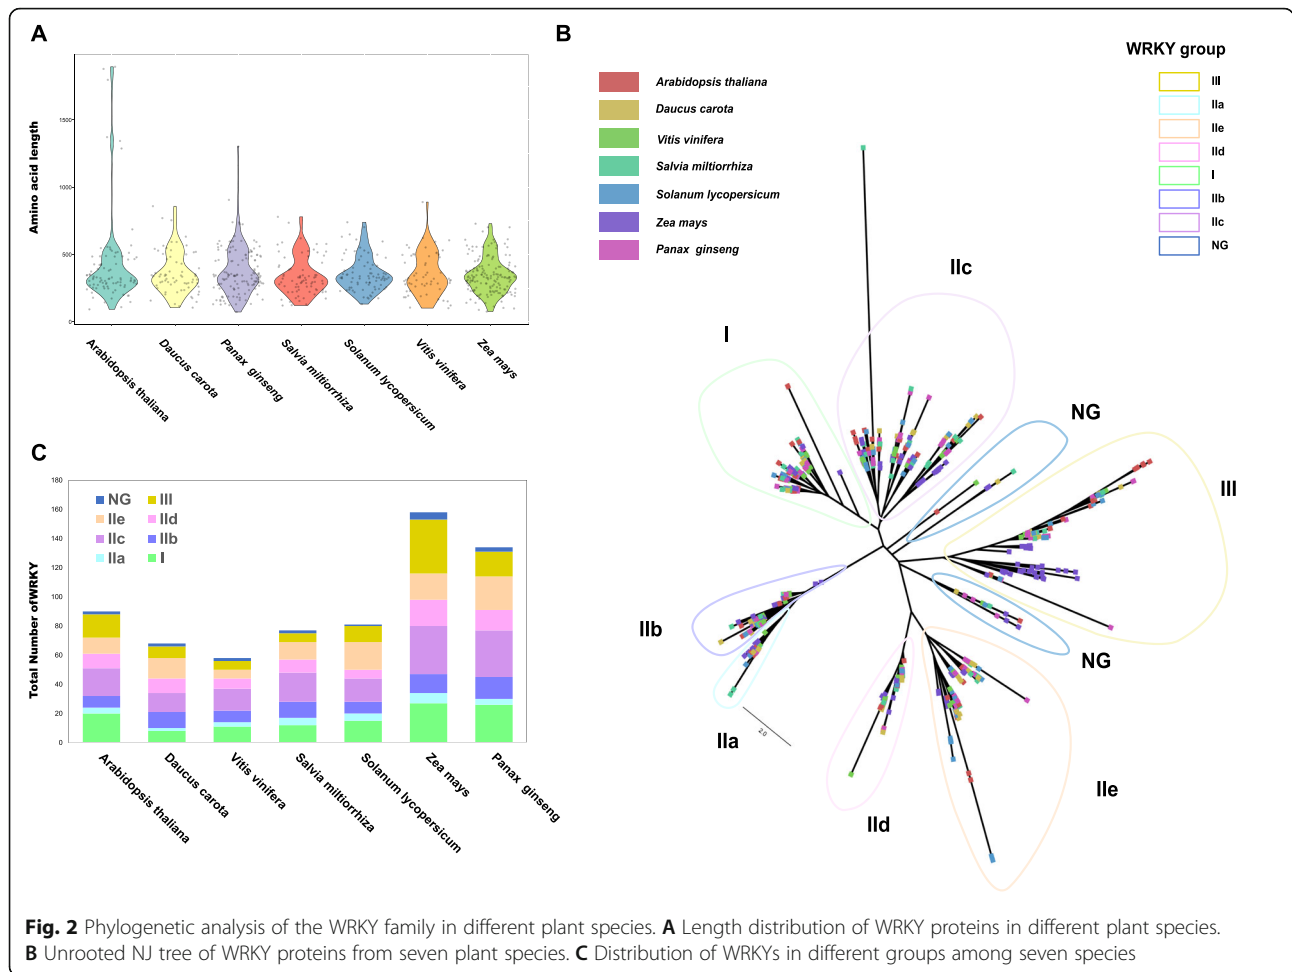 A
Amino acid length
1500
1000
500
0
Arabidopsis thaliana
Daucus carota
Panax ginseng
Salvia miltiorrhiza
Solanum lycopersicum
Vitis vinifera
Zea mays
B
Arabidopsis thaliana
Daucus carota
Vitis vinifera
Salvia miltiorrhiza
Solanum lycopersicum
Zea mays
Panax ginseng
WRKY group
III
IIa
IIe
IId
I
IIb
IIc
NG
IIc
I
NG
III
IIb
NG
IIa
2.0
IId
IIe
C
Total Number ofWRKY
180
160
140
120
100
80
60
40
20
0
NG III
IIe IId
IIc IIb
IIa I
Arabidopsis thaliana
Daucus carota
Vitis vinifera
Salvia miltiorrhiza
Solanum lycopersicum
Zea mays
Panax ginseng
Fig. 2 Phylogenetic analysis of the WRKY family in different plant species. A Length distribution of WRKY proteins in different plant species.
B Unrooted NJ tree of WRKY proteins from seven plant species. C Distribution of WRKYs in different groups among seven species